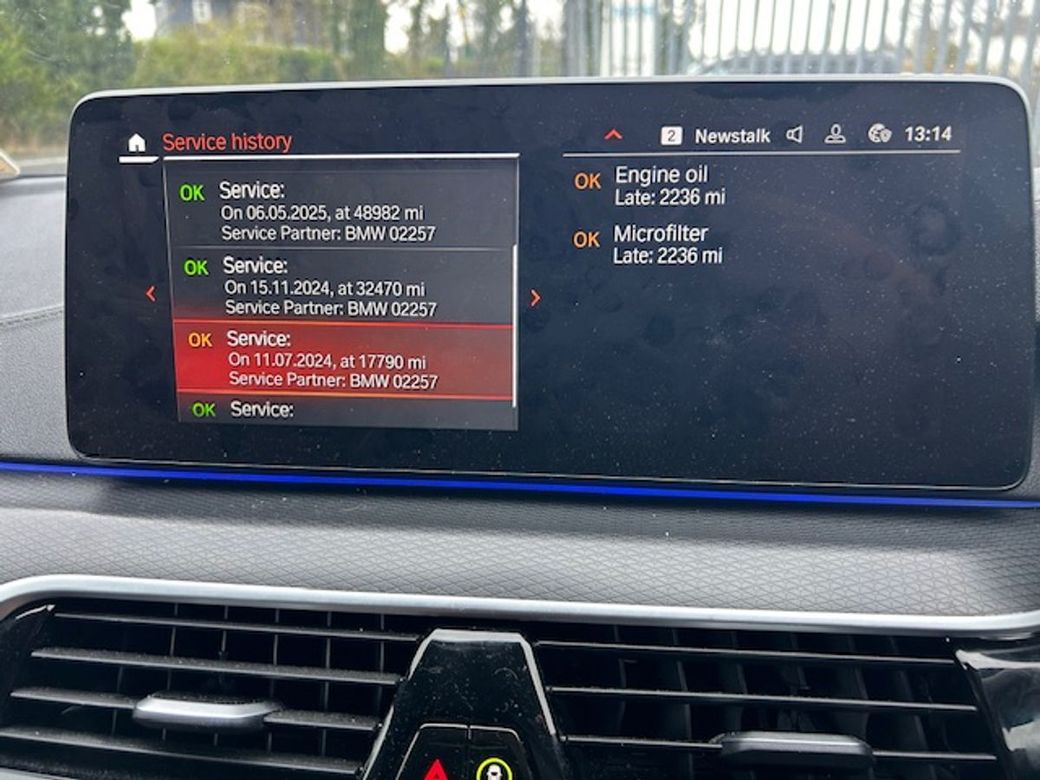 Service history
2 Newstalk 13:14
OK Service:
On 06.05.2025, at 48982 mi
Service Partner: BMW 02257
OK Service:
On 15.11.2024, at 32470 mi
Service Partner: BMW 02257
OK Service:
On 11.07.2024, at 17790 mi
Service Partner: BMW 02257
OK Service:
OK Engine oil
Late: 2236 mi
OK Microfilter
Late: 2236 mi